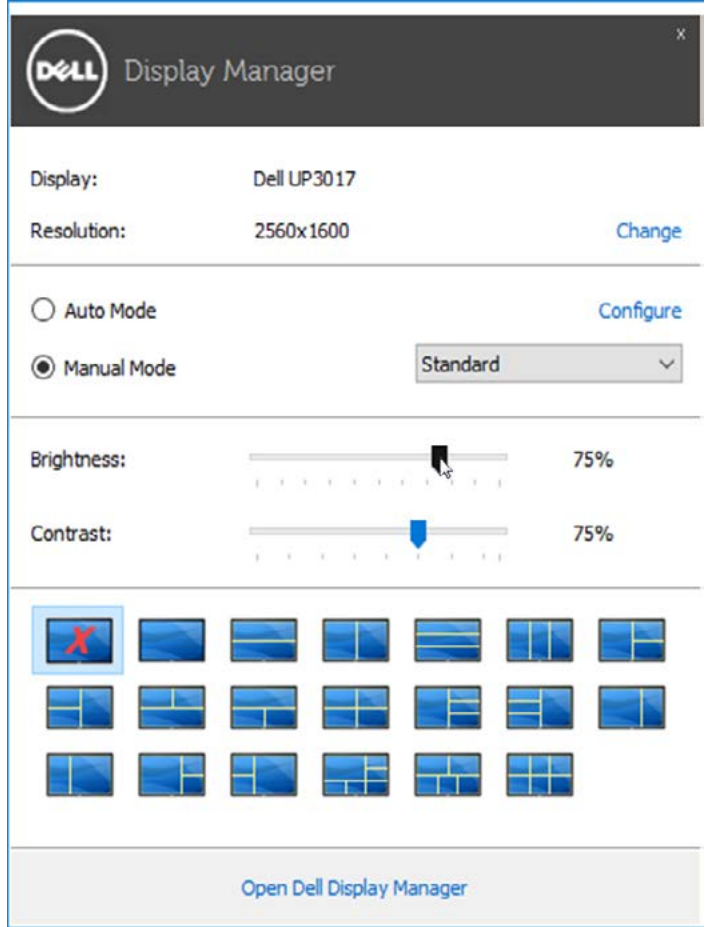 DELL Display Manager x
Display: Dell UP3017
Resolution: 2560x1600 Change
Auto Mode Configure
Manual Mode Standard
Brightness: 75%
Contrast: 75%
Open Dell Display Manager